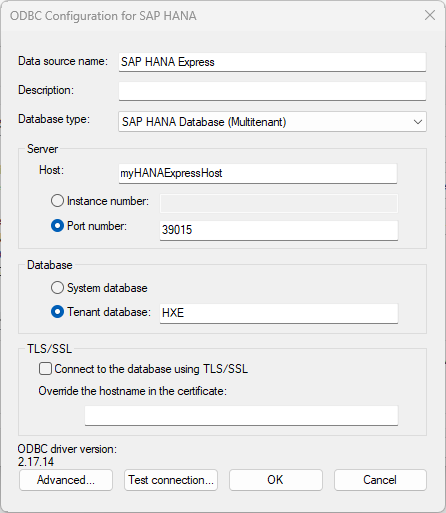 ODBC Configuration for SAP HANA
Data source name: SAP HANA Express
Description:
Database type: SAP HANA Database (Multitenant)
Server
Host: myHANAExpressHost
Instance number:
Port number: 39015
Database
System database
Tenant database: HXE
TLS/SSL
Connect to the database using TLS/SSL
Override the hostname in the certificate:
ODBC driver version:
2.17.14
Advanced... Test connection... OK Cancel